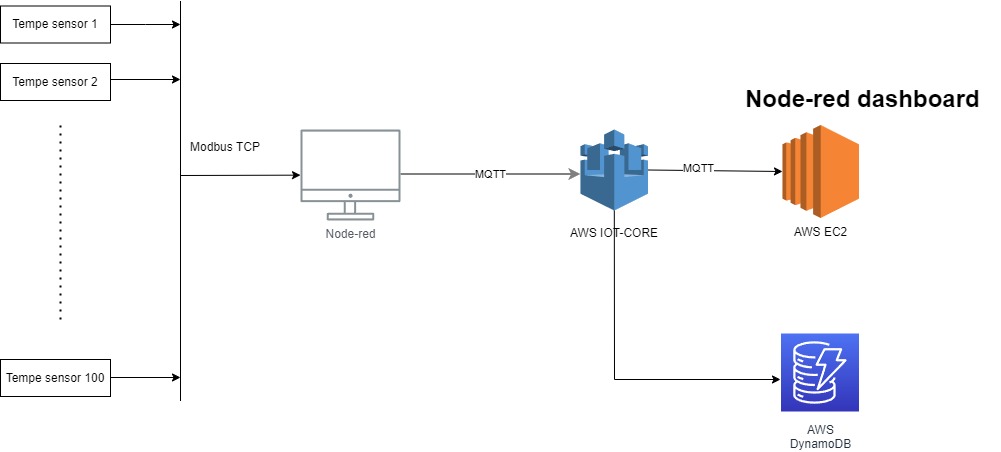 Tempe sensor 1
Tempe sensor 2
Node-red dashboard
Modbus TCP
MQTT
MQTT
Node-red
AWS IOT-CORE
AWS EC2
Tempe sensor 100
AWS
DynamoDB